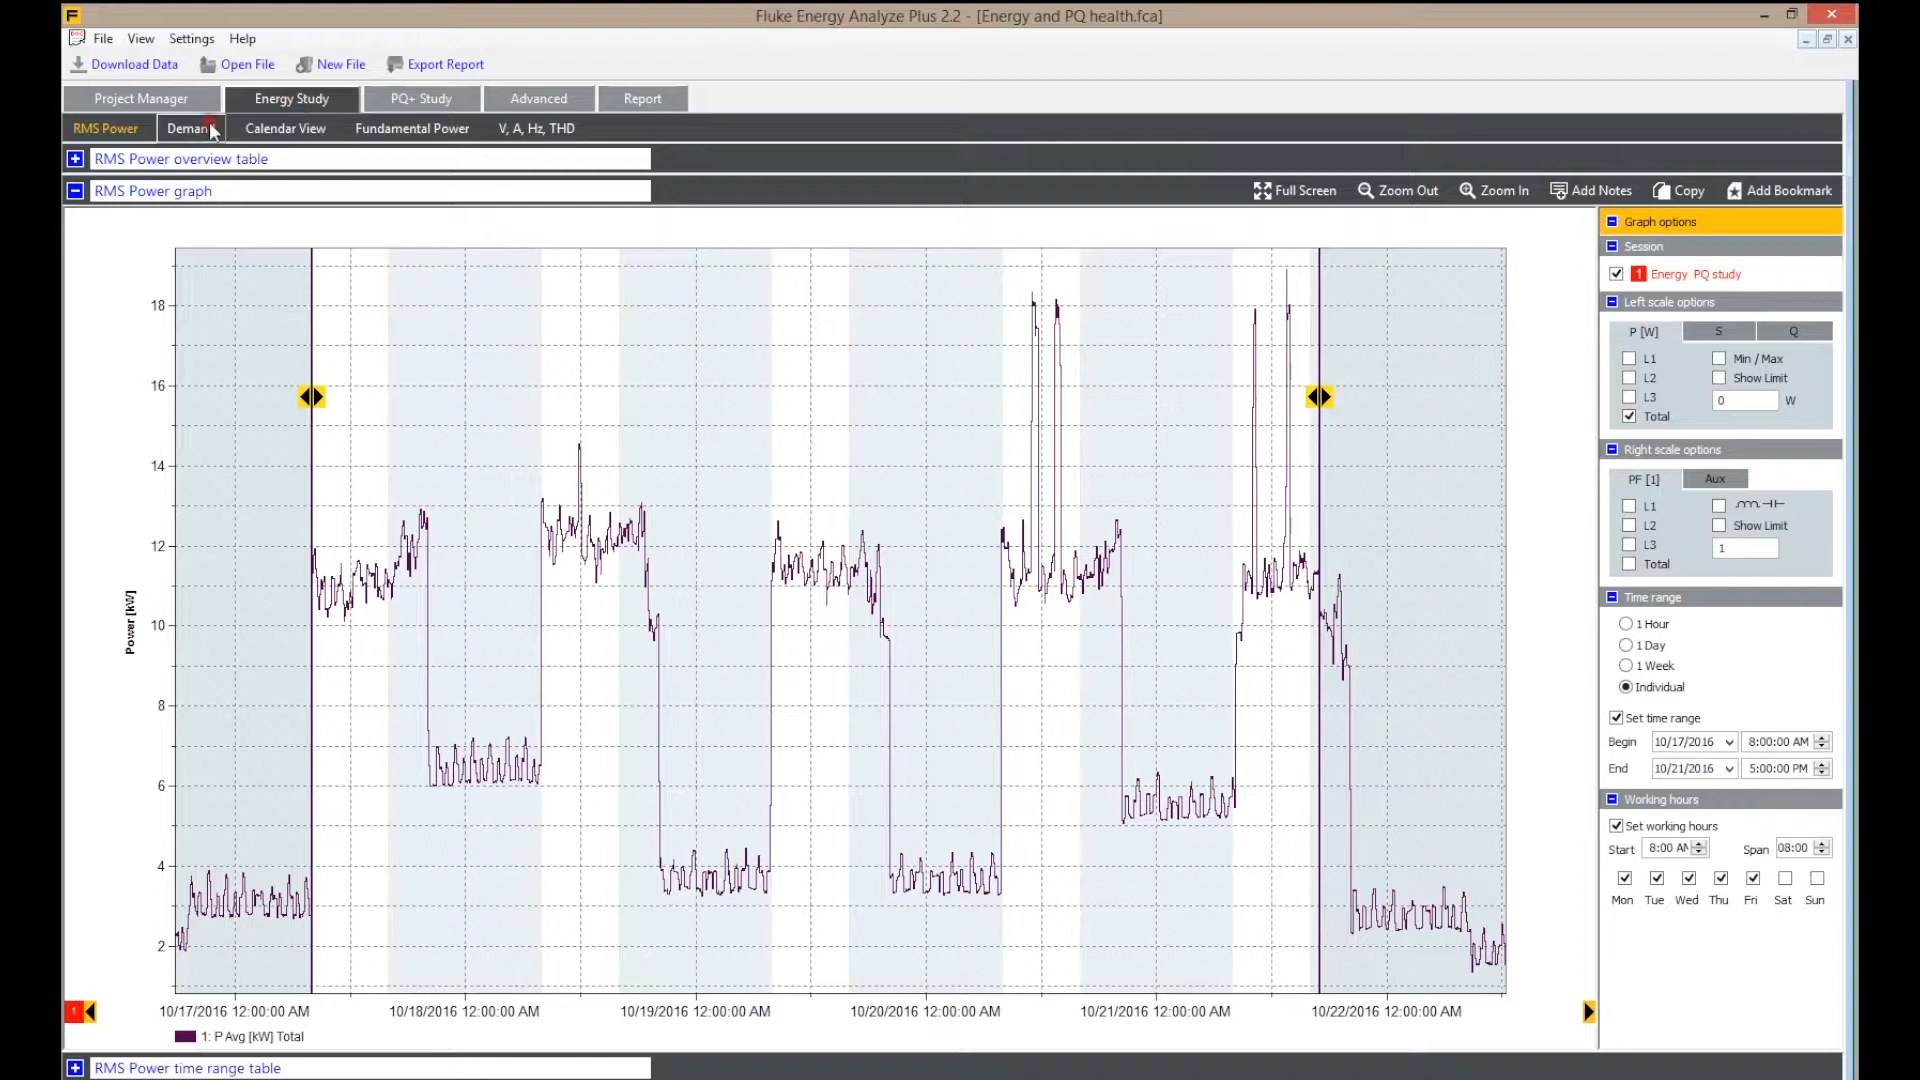 Fluke Energy Analyze Plus 2.2 - [Energy and PQ health.fca]
File View Settings Help
Download Data Open File New File Export Report
Project Manager Energy Study PQ+ Study Advanced Report
RMS Power Deman Calendar View Fundamental Power V, A, Hz, THD
RMS Power overview table
RMS Power graph Full Screen Zoom Out Zoom In Add Notes Copy Add Bookmark
Graph options
Session
1 Energy PQ study
Left scale options
P [W] S Q
L1 Min / Max
L2 Show Limit
L3 0 W
Total
Right scale options
PF [1] Aux
L1
L2 Show Limit
L3 1
Total
Time range
1 Hour
1 Day
1 Week
Individual
Set time range
Begin 10/17/2016 8:00:00 AM
End 10/21/2016 5:00:00 PM
Working hours
Set working hours
Start 8:00 AM Span 08:00
Mon Tue Wed Thu Fri Sat Sun
18
16
14
12
10
8
6
4
2
Power [kW]
1
10/17/2016 12:00:00 AM 10/18/2016 12:00:00 AM 10/19/2016 12:00:00 AM 10/20/2016 12:00:00 AM 10/21/2016 12:00:00 AM 10/22/2016 12:00:00 AM
1: P Avg [kW] Total
RMS Power time range table